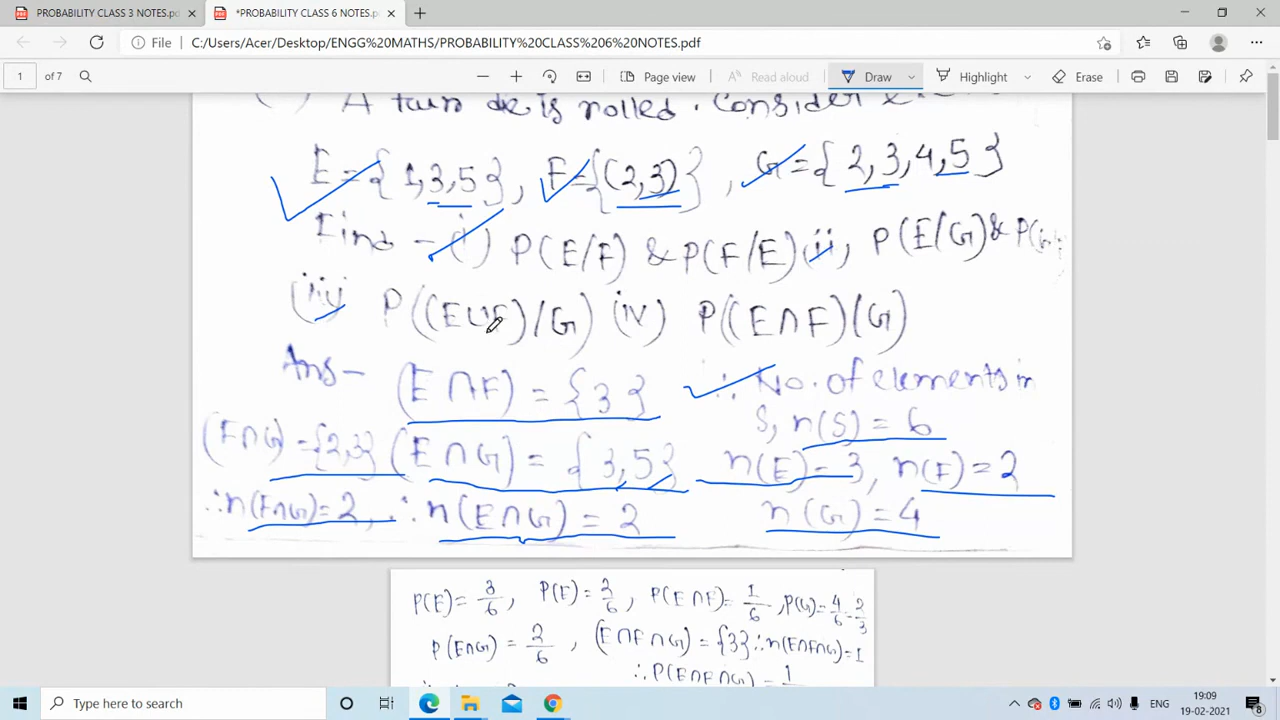 PROBABILITY CLASS 3 NOTES.pd
*PROBABILITY CLASS 6 NOTES.pdf
File C:/Users/Acer/Desktop/ENGG%20MATHS/PROBABILITY%20CLASS%206%20NOTES.pdf
1 of 7 Page view Read aloud Draw Highlight Erase
is rolled. Consider
E = {1,3,5}, F={(2,3)}, G = {2,3,4,5}
Find - (i) P(E/F) & P(F/E) (ii), P(E/G) & P(G
(iii) P((E∪F)/G) (iv) P((E∩F)(G)
Ans- (E∩F) = {3} ∴ No. of elements in
S, n(S) = 6
(F∩G) = {2,3} (E∩G) = {3,5} n(E) = 3, n(F) = 2
∴ n(F∩G) = 2, ∴ n(E∩G) = 2 n(G) = 4
P(E) = 3/6, P(F) = 2/6, P(E∩F) = 1/6, P(G) = 4/6 = 2/3
P(E∩G) = 2/6, (E∩F∩G) = {3} ∴ n(E∩F∩G) = 1
∴ P(E∩F∩G) = 1
Type here to search
ENG
19:09
19-02-2021
8